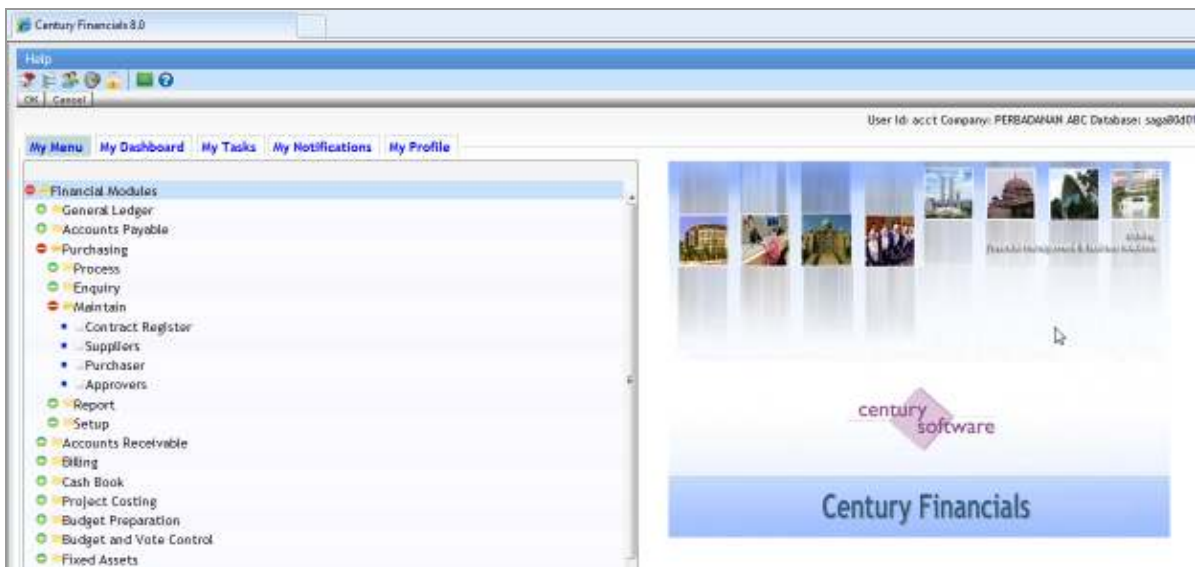 Century Financials 8.0
Help
OK Cancel
User Id: acct Company: PERBADANAN ABC Database: saga80d01
My Menu My Dashboard My Tasks My Notifications My Profile
Financial Modules
General Ledger
Accounts Payable
Purchasing
Process
Enquiry
Maintain
Contract Register
Suppliers
Purchaser
Approvers
Report
Setup
Accounts Receivable
Billing
Cash Book
Project Costing
Budget Preparation
Budget and Vote Control
Fixed Assets
century
software
Century Financials